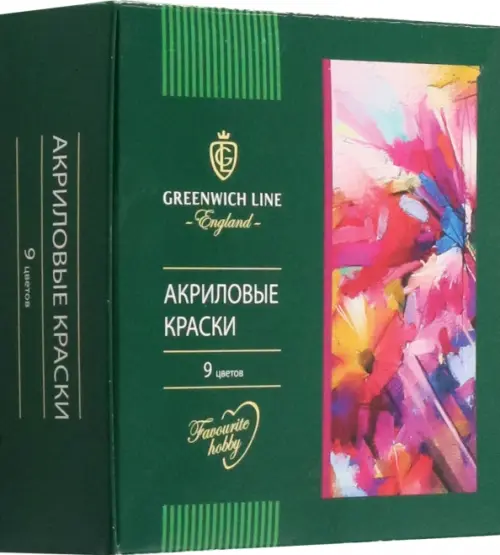 АКРИЛОВЫЕ КРАСКИ
9 цветов
GREENWICH LINE
- England -
АКРИЛОВЫЕ
КРАСКИ
9 цветов
Favourite
hobby